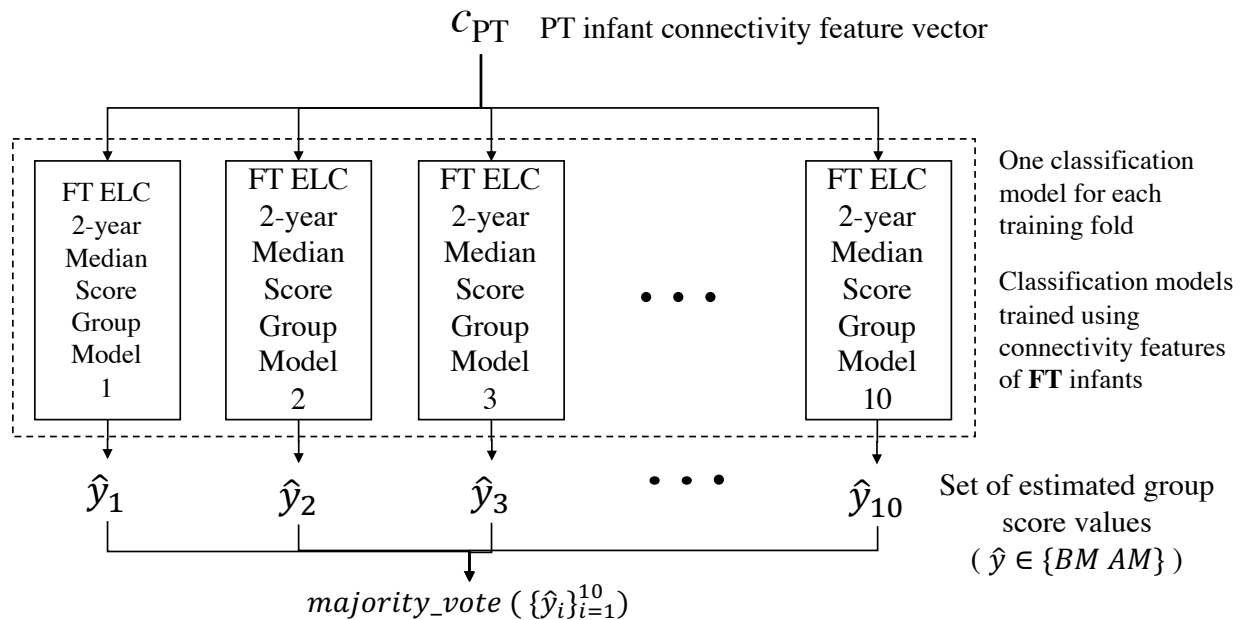 c_PT PT infant connectivity feature vector
FT ELC
2-year
Median
Score
Group
Model
1
FT ELC
2-year
Median
Score
Group
Model
2
FT ELC
2-year
Median
Score
Group
Model
3
• • •
FT ELC
2-year
Median
Score
Group
Model
10
One classification
model for each
training fold
Classification models
trained using
connectivity features
of FT infants
ŷ_1 ŷ_2 ŷ_3 • • • ŷ_10
Set of estimated group
score values
( ŷ ∈ {BM AM} )
majority_vote ( {ŷ_i}_{i=1}^{10})